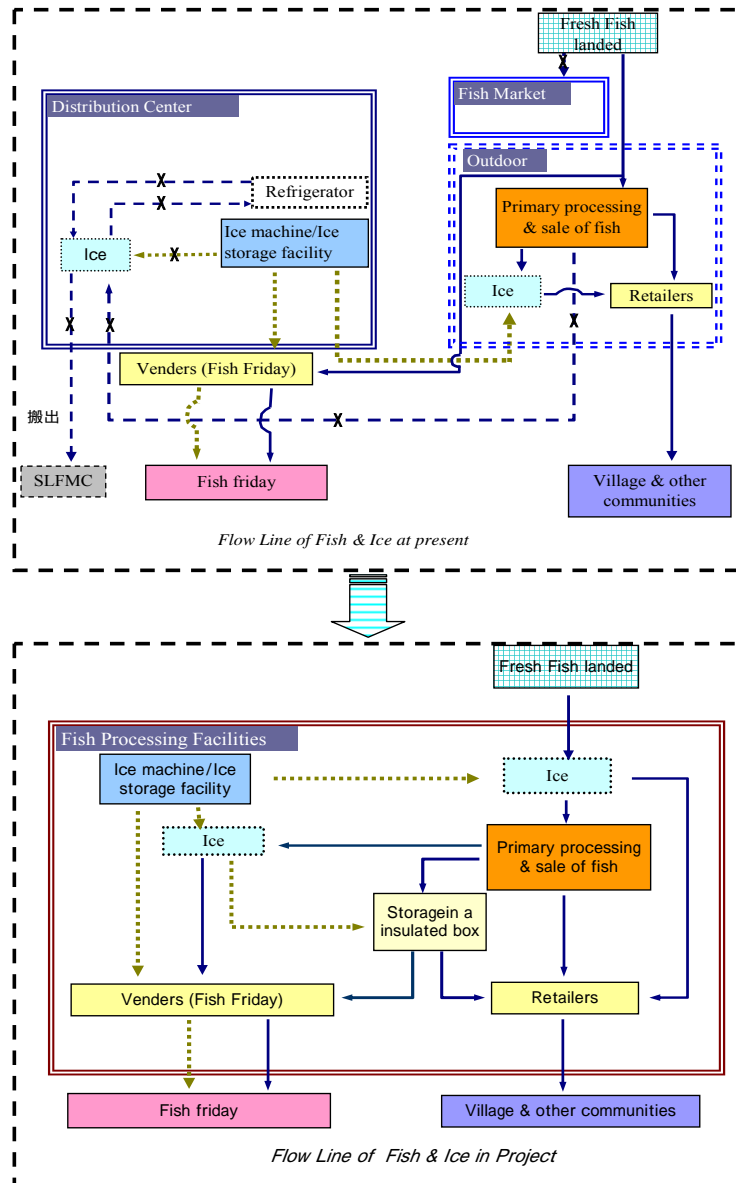 Fresh Fish
landed
X
Fish Market
Distribution Center
Outdoor
X
Refrigerator
X
Primary processing
& sale of fish
Ice machine/Ice
storage facility
Ice
X
Ice
Retailers
X
X
X
Venders (Fish Friday)
X
搬出
SLFMC
Fish friday
Village & other
communities
Flow Line of Fish & Ice at present
Fresh Fish landed
Fish Processing Facilities
Ice machine/Ice
storage facility
Ice
Ice
Primary processing
& sale of fish
Storagein a
insulated box
Venders (Fish Friday)
Retailers
Fish friday
Village & other communities
Flow Line of Fish & Ice in Project